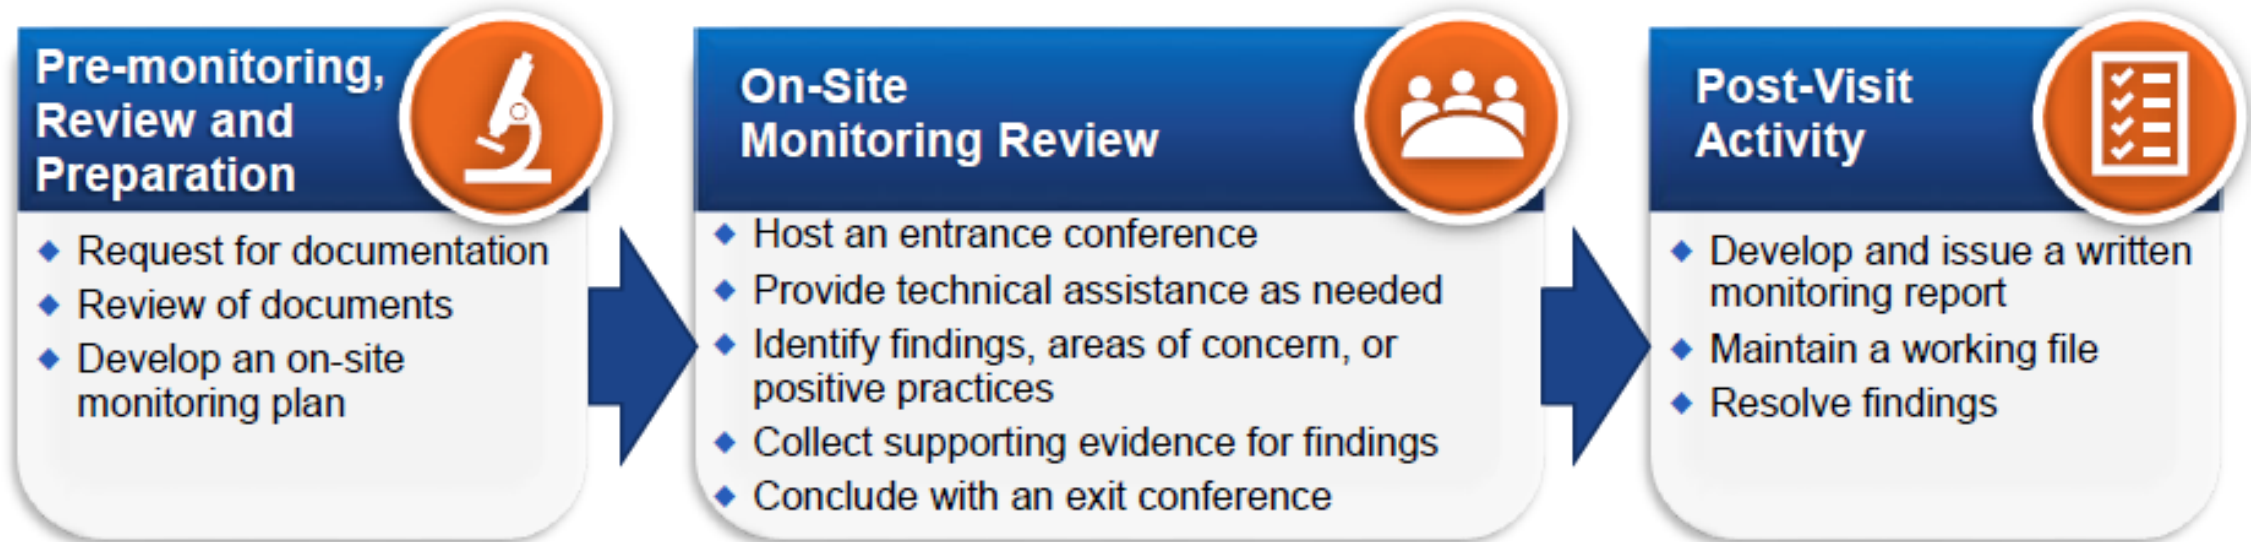 Pre-monitoring,
Review and
Preparation
◆ Request for documentation
◆ Review of documents
◆ Develop an on-site
monitoring plan
On-Site
Monitoring Review
◆ Host an entrance conference
◆ Provide technical assistance as needed
◆ Identify findings, areas of concern, or
positive practices
◆ Collect supporting evidence for findings
◆ Conclude with an exit conference
Post-Visit
Activity
◆ Develop and issue a written
monitoring report
◆ Maintain a working file
◆ Resolve findings